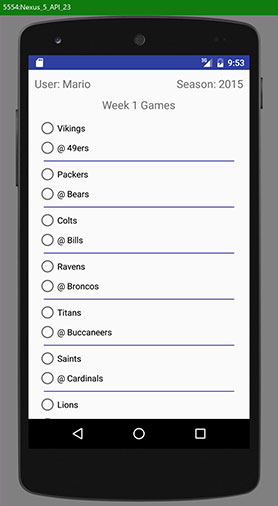 5554:Nexus_5_API_23
3G 9:53
User: Mario Season: 2015
Week 1 Games
Vikings
@ 49ers
Packers
@ Bears
Colts
@ Bills
Ravens
@ Broncos
Titans
@ Buccaneers
Saints
@ Cardinals
Lions